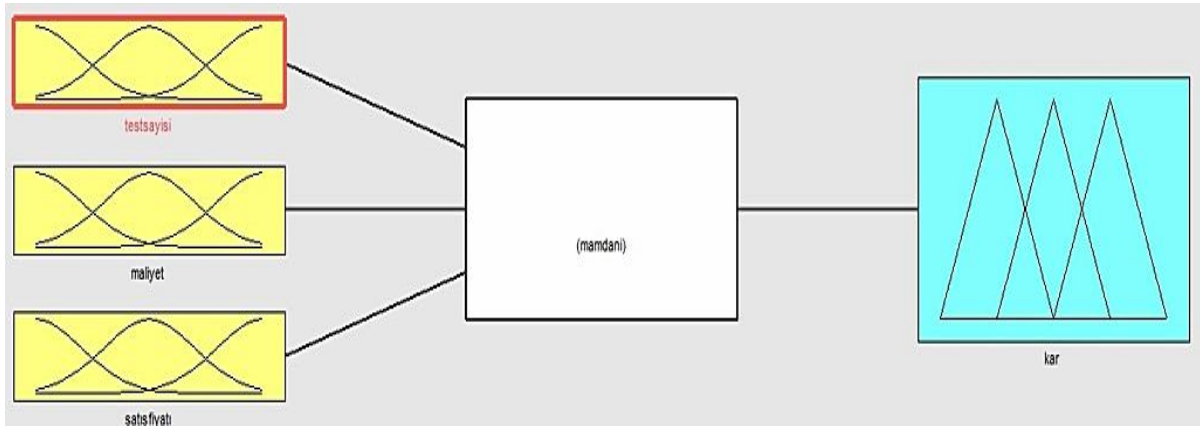 testsayisi
maliyet
satısfiyatı
(mamdani)
kar